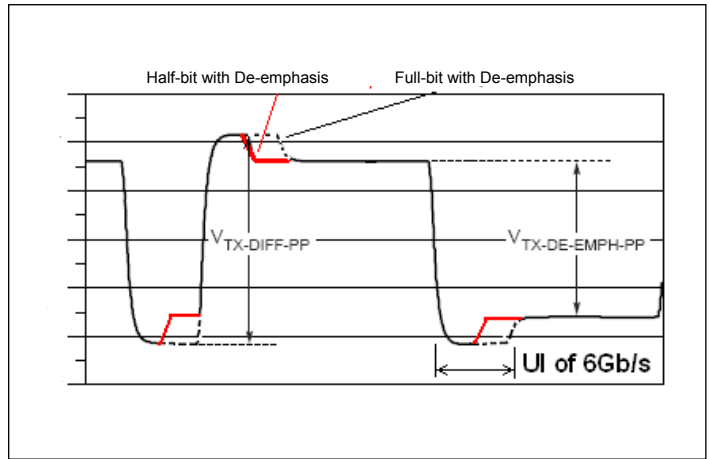 Half-bit with De-emphasis Full-bit with De-emphasis
VTX-DIFF-PP VTX-DE-EMPH-PP
UI of 6Gb/s